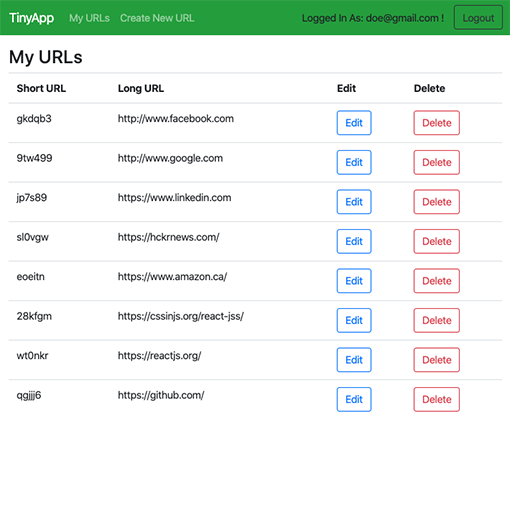 TinyApp My URLs Create New URL Logged In As: doe@gmail.com ! Logout
My URLs
Short URL Long URL Edit Delete
gkdqb3 http://www.facebook.com Edit Delete
9tw499 http://www.google.com Edit Delete
jp7s89 https://www.linkedin.com Edit Delete
sl0vgw https://hckrnews.com/ Edit Delete
eoeitn https://www.amazon.ca/ Edit Delete
28kfgm https://cssinjs.org/react-jss/ Edit Delete
wt0nkr https://reactjs.org/ Edit Delete
qgjjj6 https://github.com/ Edit Delete